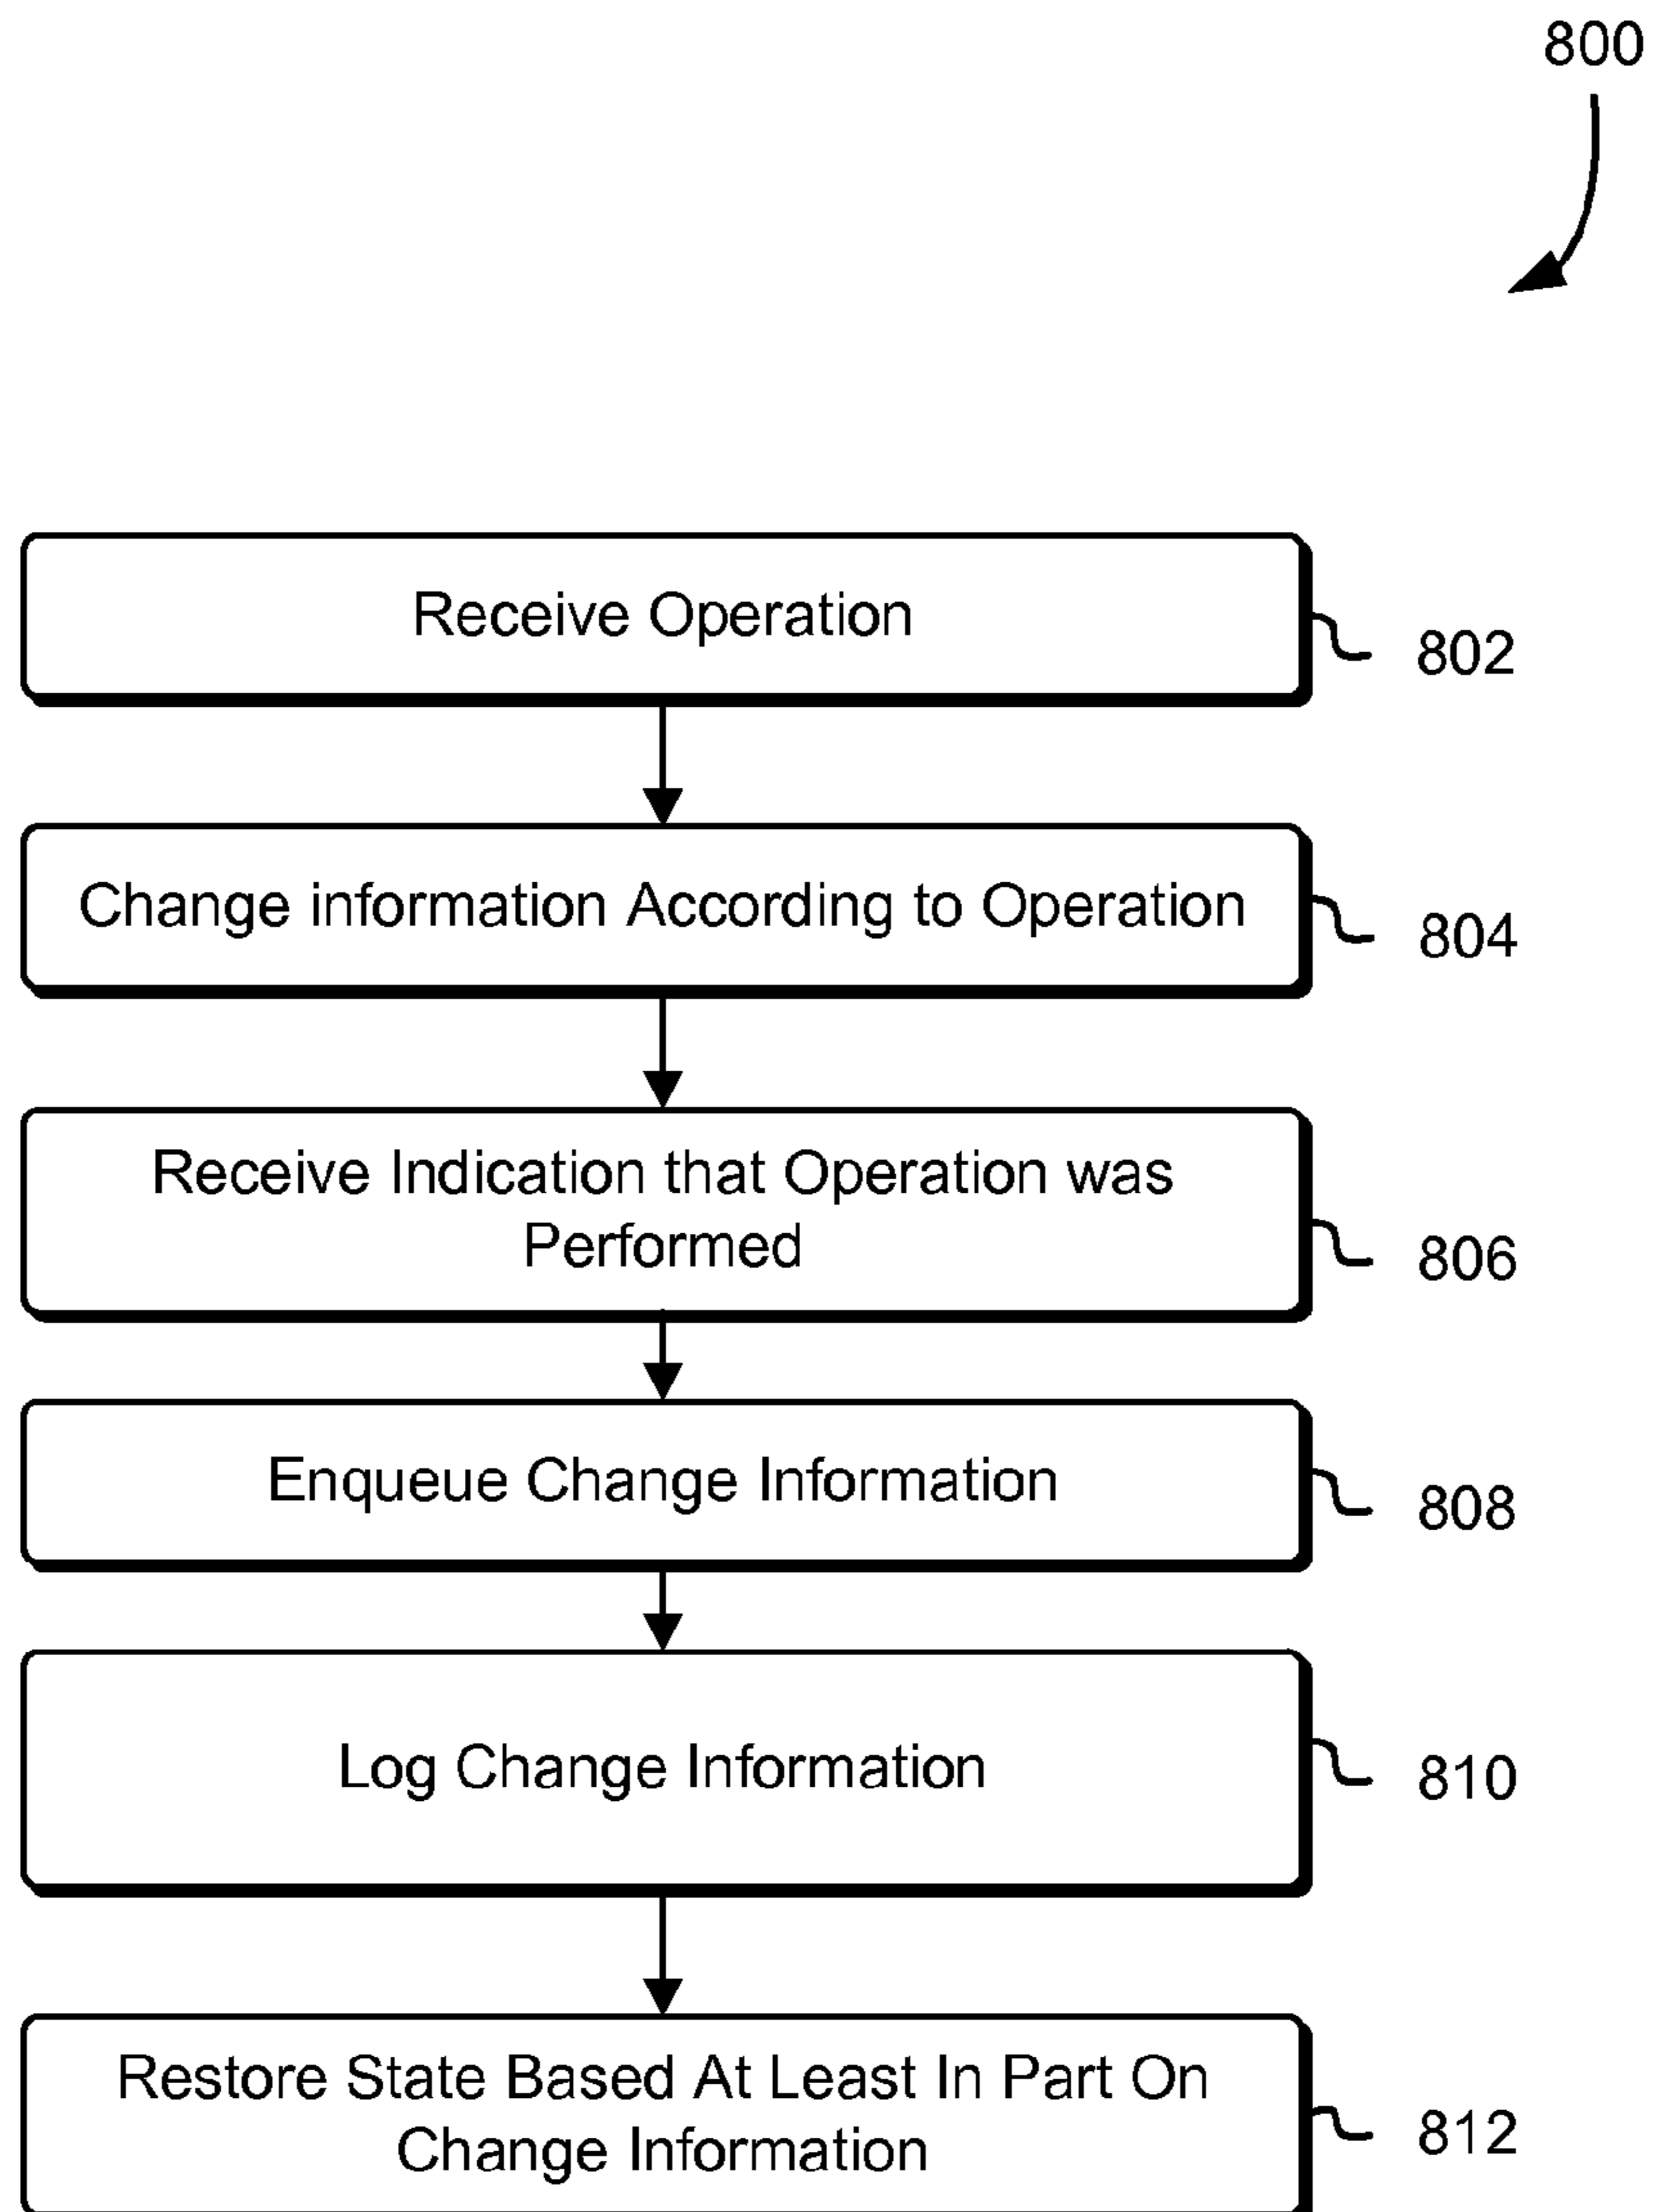 800
Receive Operation
802
Change information According to Operation
804
Receive Indication that Operation was
Performed
806
Enqueue Change Information
808
Log Change Information
810
Restore State Based At Least In Part On
Change Information
812